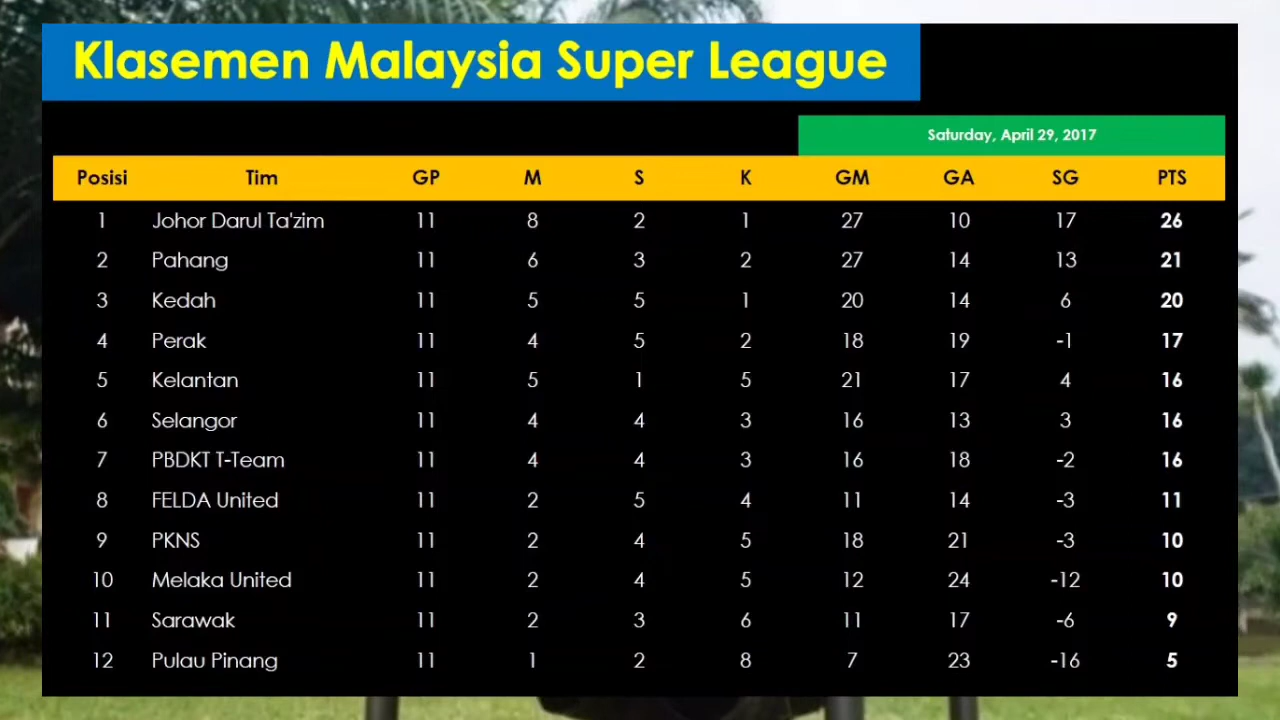 Klasemen Malaysia Super League
Saturday, April 29, 2017
Posisi Tim GP M S K GM GA SG PTS
1 Johor Darul Ta'zim 11 8 2 1 27 10 17 26
2 Pahang 11 6 3 2 27 14 13 21
3 Kedah 11 5 5 1 20 14 6 20
4 Perak 11 4 5 2 18 19 -1 17
5 Kelantan 11 5 1 5 21 17 4 16
6 Selangor 11 4 4 3 16 13 3 16
7 PBDKT T-Team 11 4 4 3 16 18 -2 16
8 FELDA United 11 2 5 4 11 14 -3 11
9 PKNS 11 2 4 5 18 21 -3 10
10 Melaka United 11 2 4 5 12 24 -12 10
11 Sarawak 11 2 3 6 11 17 -6 9
12 Pulau Pinang 11 1 2 8 7 23 -16 5